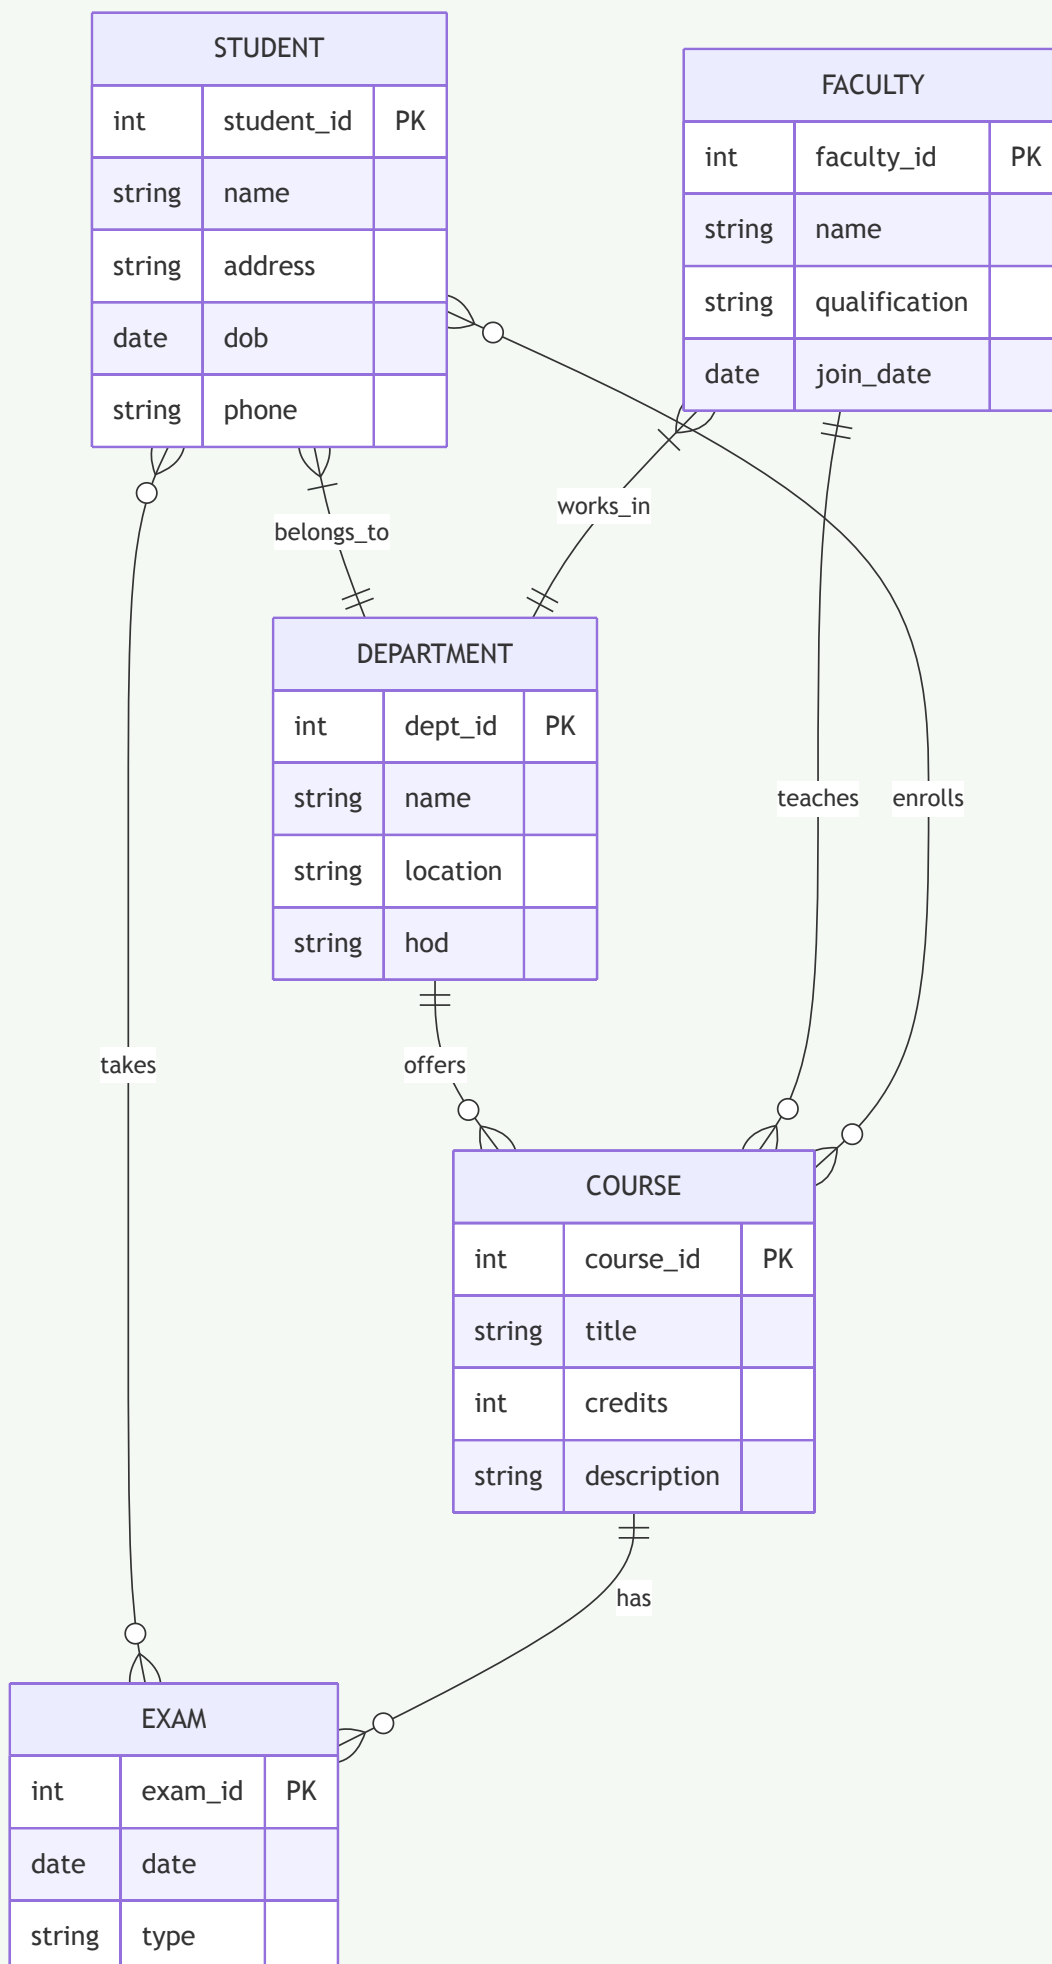 STUDENT
int student_id PK
string name
string address
date dob
string phone
FACULTY
int faculty_id PK
string name
string qualification
date join_date
works_in
belongs_to
DEPARTMENT
int dept_id PK
string name
string location
string hod
teaches
enrolls
takes
offers
COURSE
int course_id PK
string title
int credits
string description
has
EXAM
int exam_id PK
date date
string type